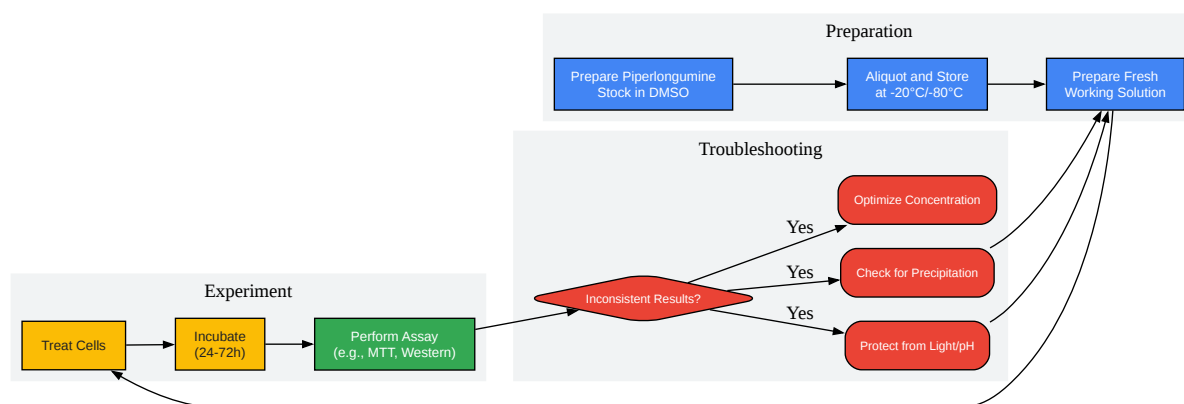 Preparation
Prepare Piperlongumine
Stock in DMSO
Aliquot and Store
at -20°C/-80°C
Prepare Fresh
Working Solution
Troubleshooting
Optimize Concentration
Yes
Check for Precipitation
Yes
Inconsistent Results?
Yes
Protect from Light/pH
Experiment
Treat Cells
Incubate
(24-72h)
Perform Assay
(e.g., MTT, Western)